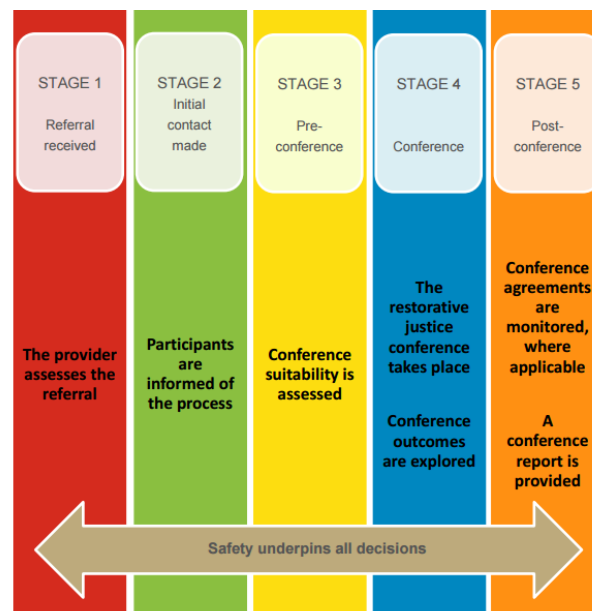 STAGE 1
Referral
received
STAGE 2
Initial
contact
made
STAGE 3
Pre-
conference
STAGE 4
Conference
STAGE 5
Post-
conference
The provider
assesses the
referral
Participants
are
informed of
the process
Conference
suitability is
assessed
The
restorative
justice
conference
takes place
Conference
outcomes
are explored
Conference
agreements
are
monitored,
where
applicable
A
conference
report is
provided
Safety underpins all decisions